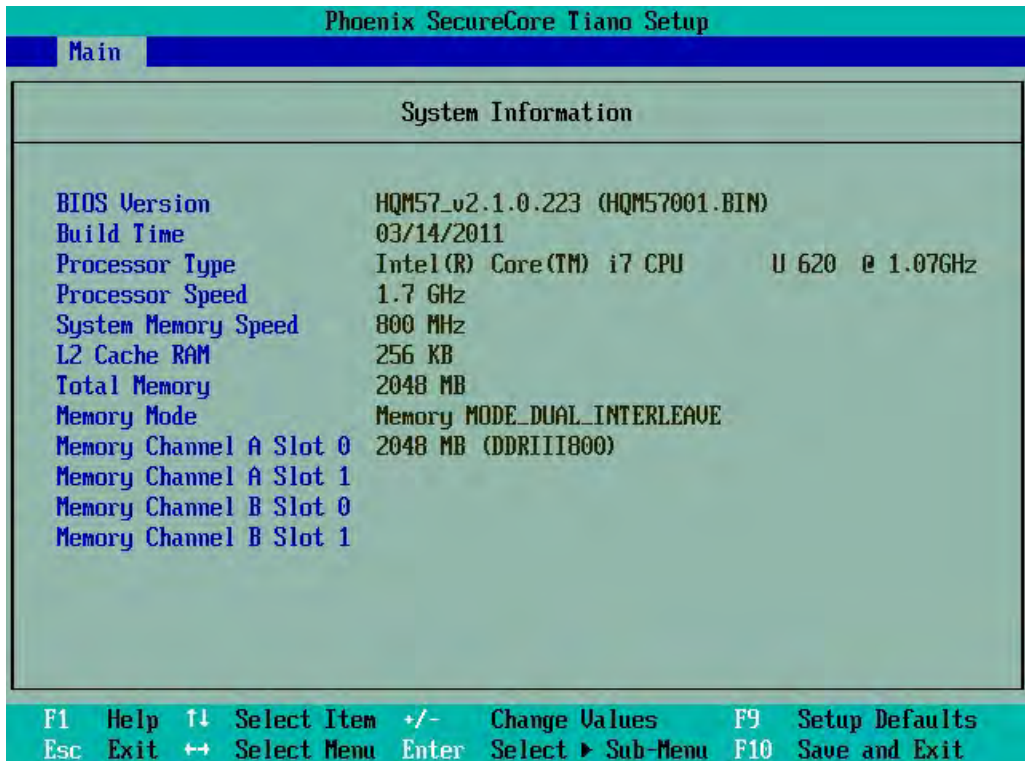 Phoenix SecureCore Tiano Setup
Main
System Information
BIOS Version HQM57_v2.1.0.223 (HQM57001.BIN)
Build Time 03/14/2011
Processor Type Intel(R) Core(TM) i7 CPU U 620 @ 1.07GHz
Processor Speed 1.7 GHz
System Memory Speed 800 MHz
L2 Cache RAM 256 KB
Total Memory 2048 MB
Memory Mode Memory MODE_DUAL_INTERLEAVE
Memory Channel A Slot 0 2048 MB (DDRIII800)
Memory Channel A Slot 1
Memory Channel B Slot 0
Memory Channel B Slot 1
F1 Help ↑↓ Select Item +/- Change Values F9 Setup Defaults
Esc Exit ↔ Select Menu Enter Select ▶ Sub-Menu F10 Save and Exit